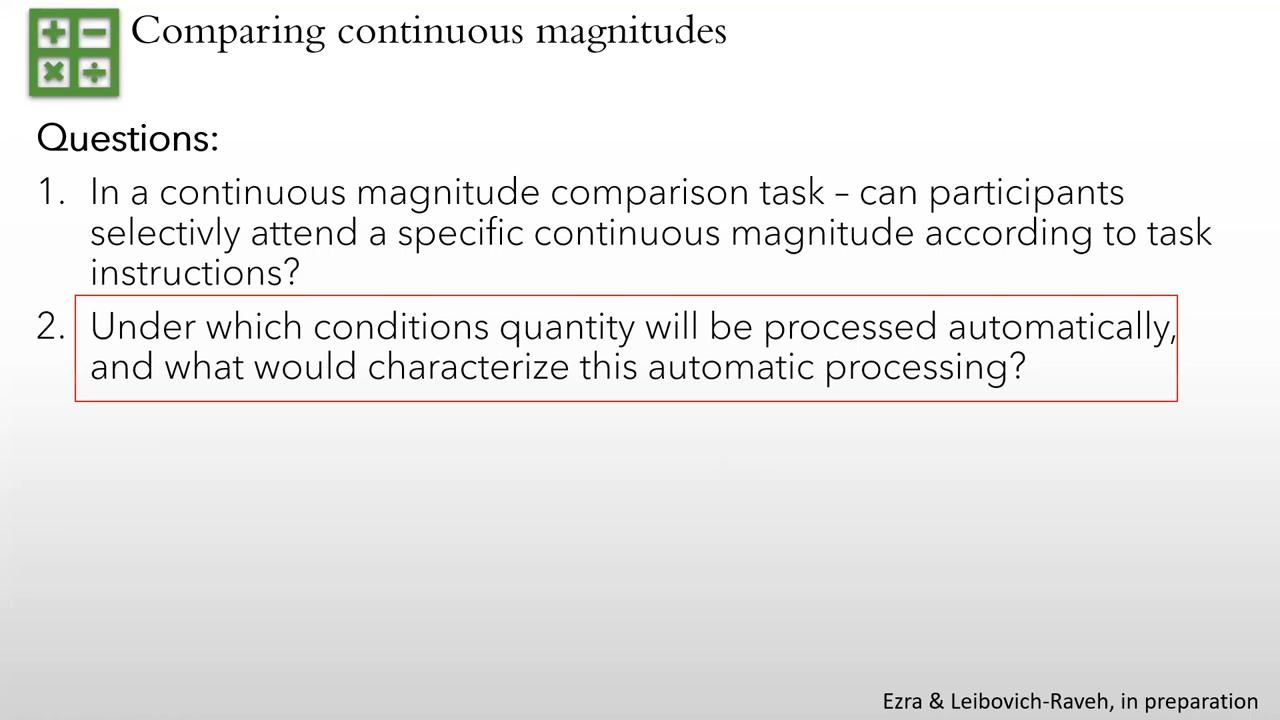 Comparing continuous magnitudes
Questions:
1. In a continuous magnitude comparison task – can participants
selectivly attend a specific continuous magnitude according to task
instructions?
2. Under which conditions quantity will be processed automatically,
and what would characterize this automatic processing?
Ezra & Leibovich-Raveh, in preparation